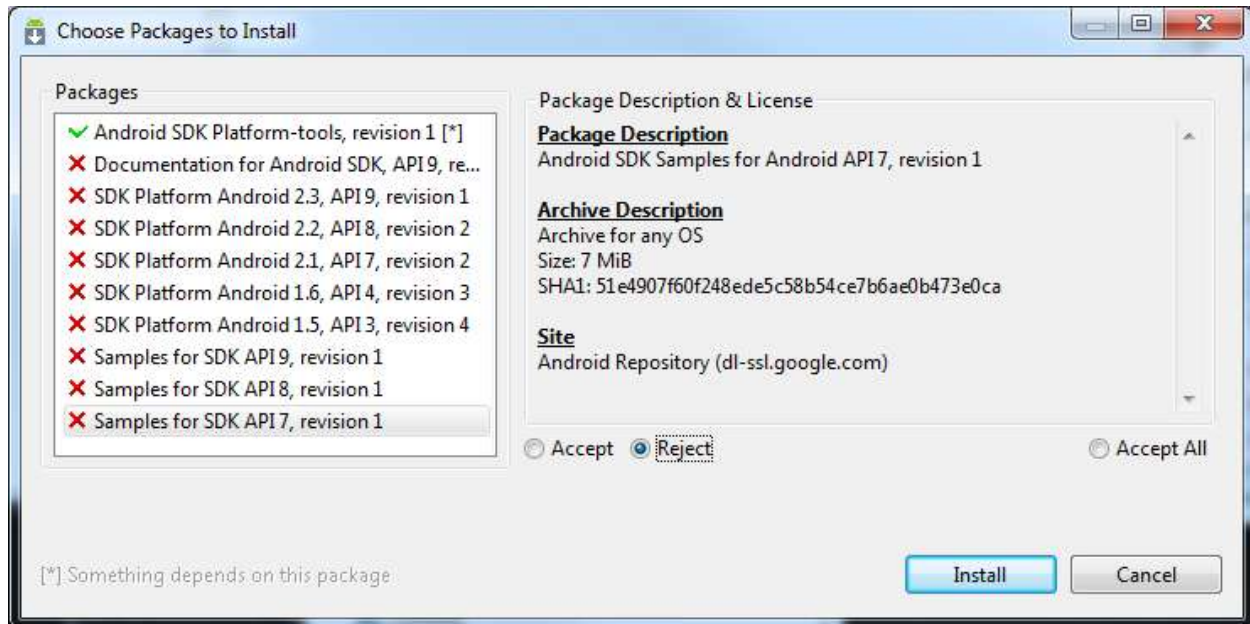 Choose Packages to Install
Packages
Android SDK Platform-tools, revision 1 [*]
Documentation for Android SDK, API 9, re...
SDK Platform Android 2.3, API 9, revision 1
SDK Platform Android 2.2, API 8, revision 2
SDK Platform Android 2.1, API 7, revision 2
SDK Platform Android 1.6, API 4, revision 3
SDK Platform Android 1.5, API 3, revision 4
Samples for SDK API 9, revision 1
Samples for SDK API 8, revision 1
Samples for SDK API 7, revision 1
Package Description & License
Package Description
Android SDK Samples for Android API 7, revision 1
Archive Description
Archive for any OS
Size: 7 MiB
SHA1: 51e4907f60f248ede5c58b54ce7b6ae0b473e0ca
Site
Android Repository (dl-ssl.google.com)
Accept Reject Accept All
[*] Something depends on this package
Install Cancel